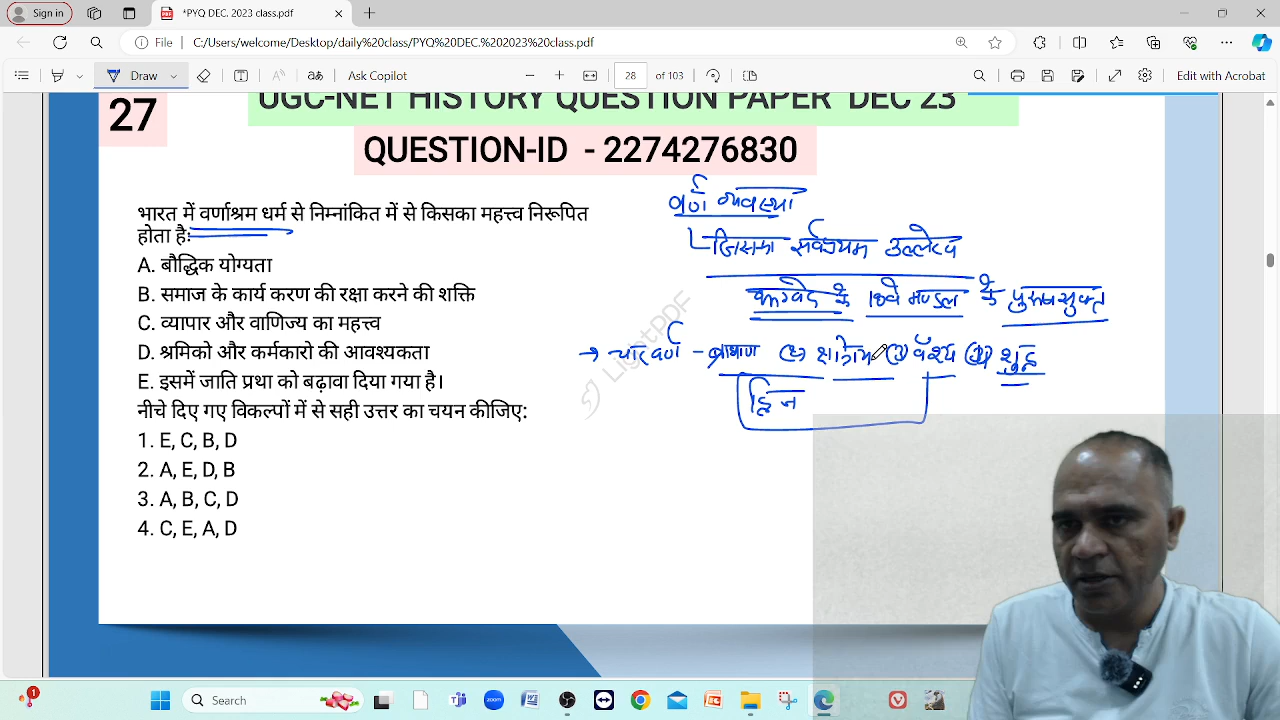 Sign in
*PYQ DEC. 2023 class.pdf
File
C:/Users/welcome/Desktop/daily%20class/PYQ%20DEC.%202023%20class.pdf
Draw
Ask Copilot
28 of 103
Edit with Acrobat
27
UGC-NET HISTORY QUESTION PAPER DEC 23
QUESTION-ID - 2274276830
भारत में वर्णाश्रम धर्म से निम्नांकित में से किसका महत्त्व निरूपित
होता हैः
A. बौद्धिक योग्यता
B. समाज के कार्य करण की रक्षा करने की शक्ति
C. व्यापार और वाणिज्य का महत्त्व
D. श्रमिको और कर्मकारो की आवश्यकता
E. इसमें जाति प्रथा को बढ़ावा दिया गया है।
नीचे दिए गए विकल्पों में से सही उत्तर का चयन कीजिए:
1. E, C, B, D
2. A, E, D, B
3. A, B, C, D
4. C, E, A, D
वर्ण व्यवस्था
जिसका सर्वप्रथम उल्लेख
ऋग्वेद के 10वे मण्डल के पुरुषसुक्त
→ चार वर्ण - ब्राह्मण क्षत्रिय वैश्य शुद्र
द्विज
LightPDF
Search